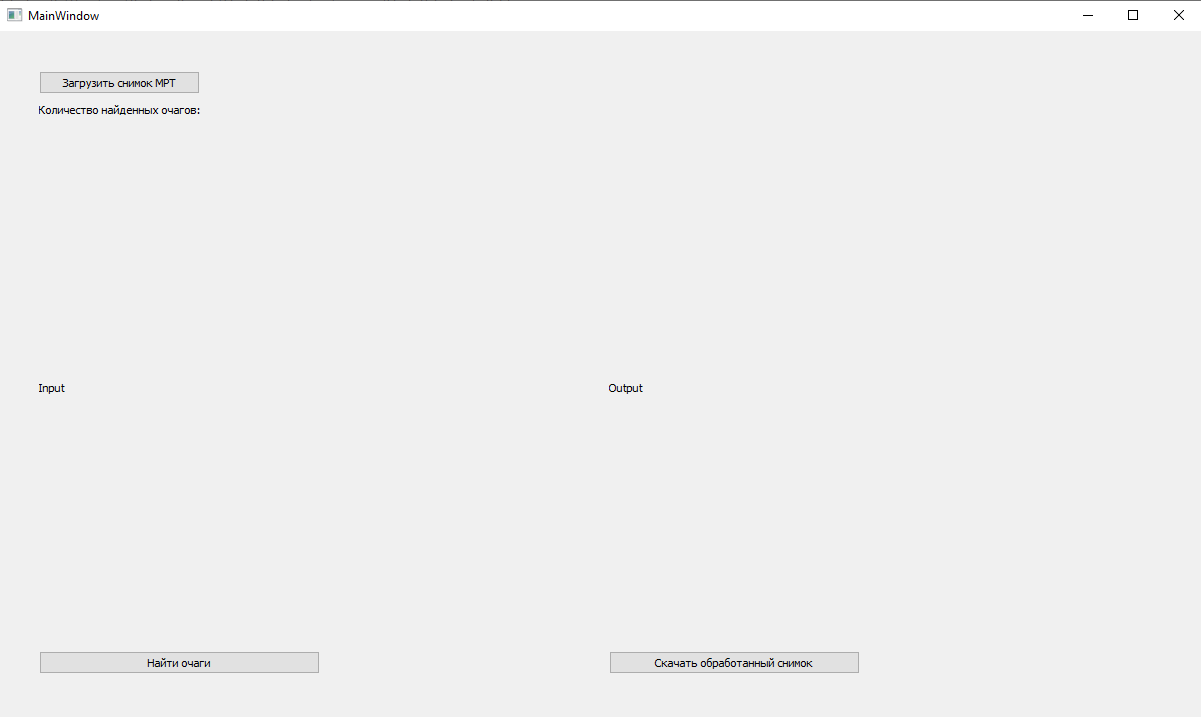 MainWindow
Загрузить снимок МРТ
Количество найденных очагов:
Input
Output
Найти очаги
Скачать обработанный снимок